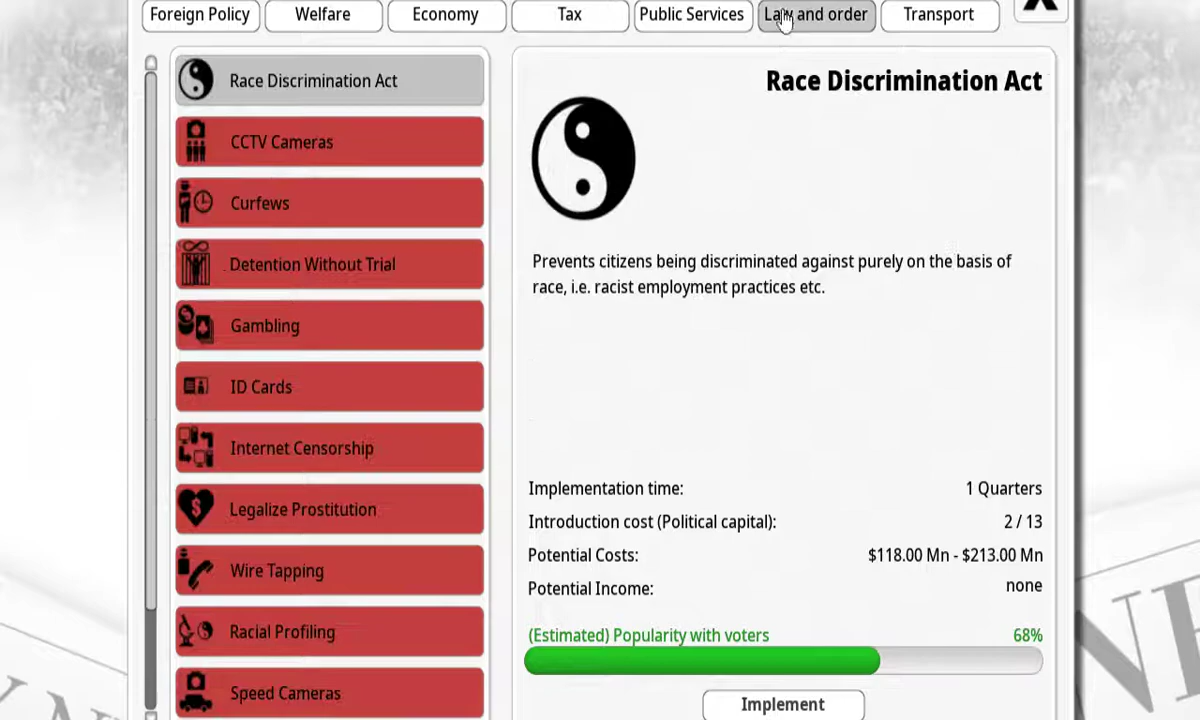 Foreign Policy
Welfare
Economy
Tax
Public Services
Law and order
Transport
X
Race Discrimination Act
CCTV Cameras
Curfews
Detention Without Trial
Gambling
ID Cards
Internet Censorship
Legalize Prostitution
Wire Tapping
Racial Profiling
Speed Cameras
Race Discrimination Act
Prevents citizens being discriminated against purely on the basis of
race, i.e. racist employment practices etc.
Implementation time: 1 Quarters
Introduction cost (Political capital): 2 / 13
Potential Costs: $118.00 Mn - $213.00 Mn
Potential Income: none
(Estimated) Popularity with voters 68%
Implement